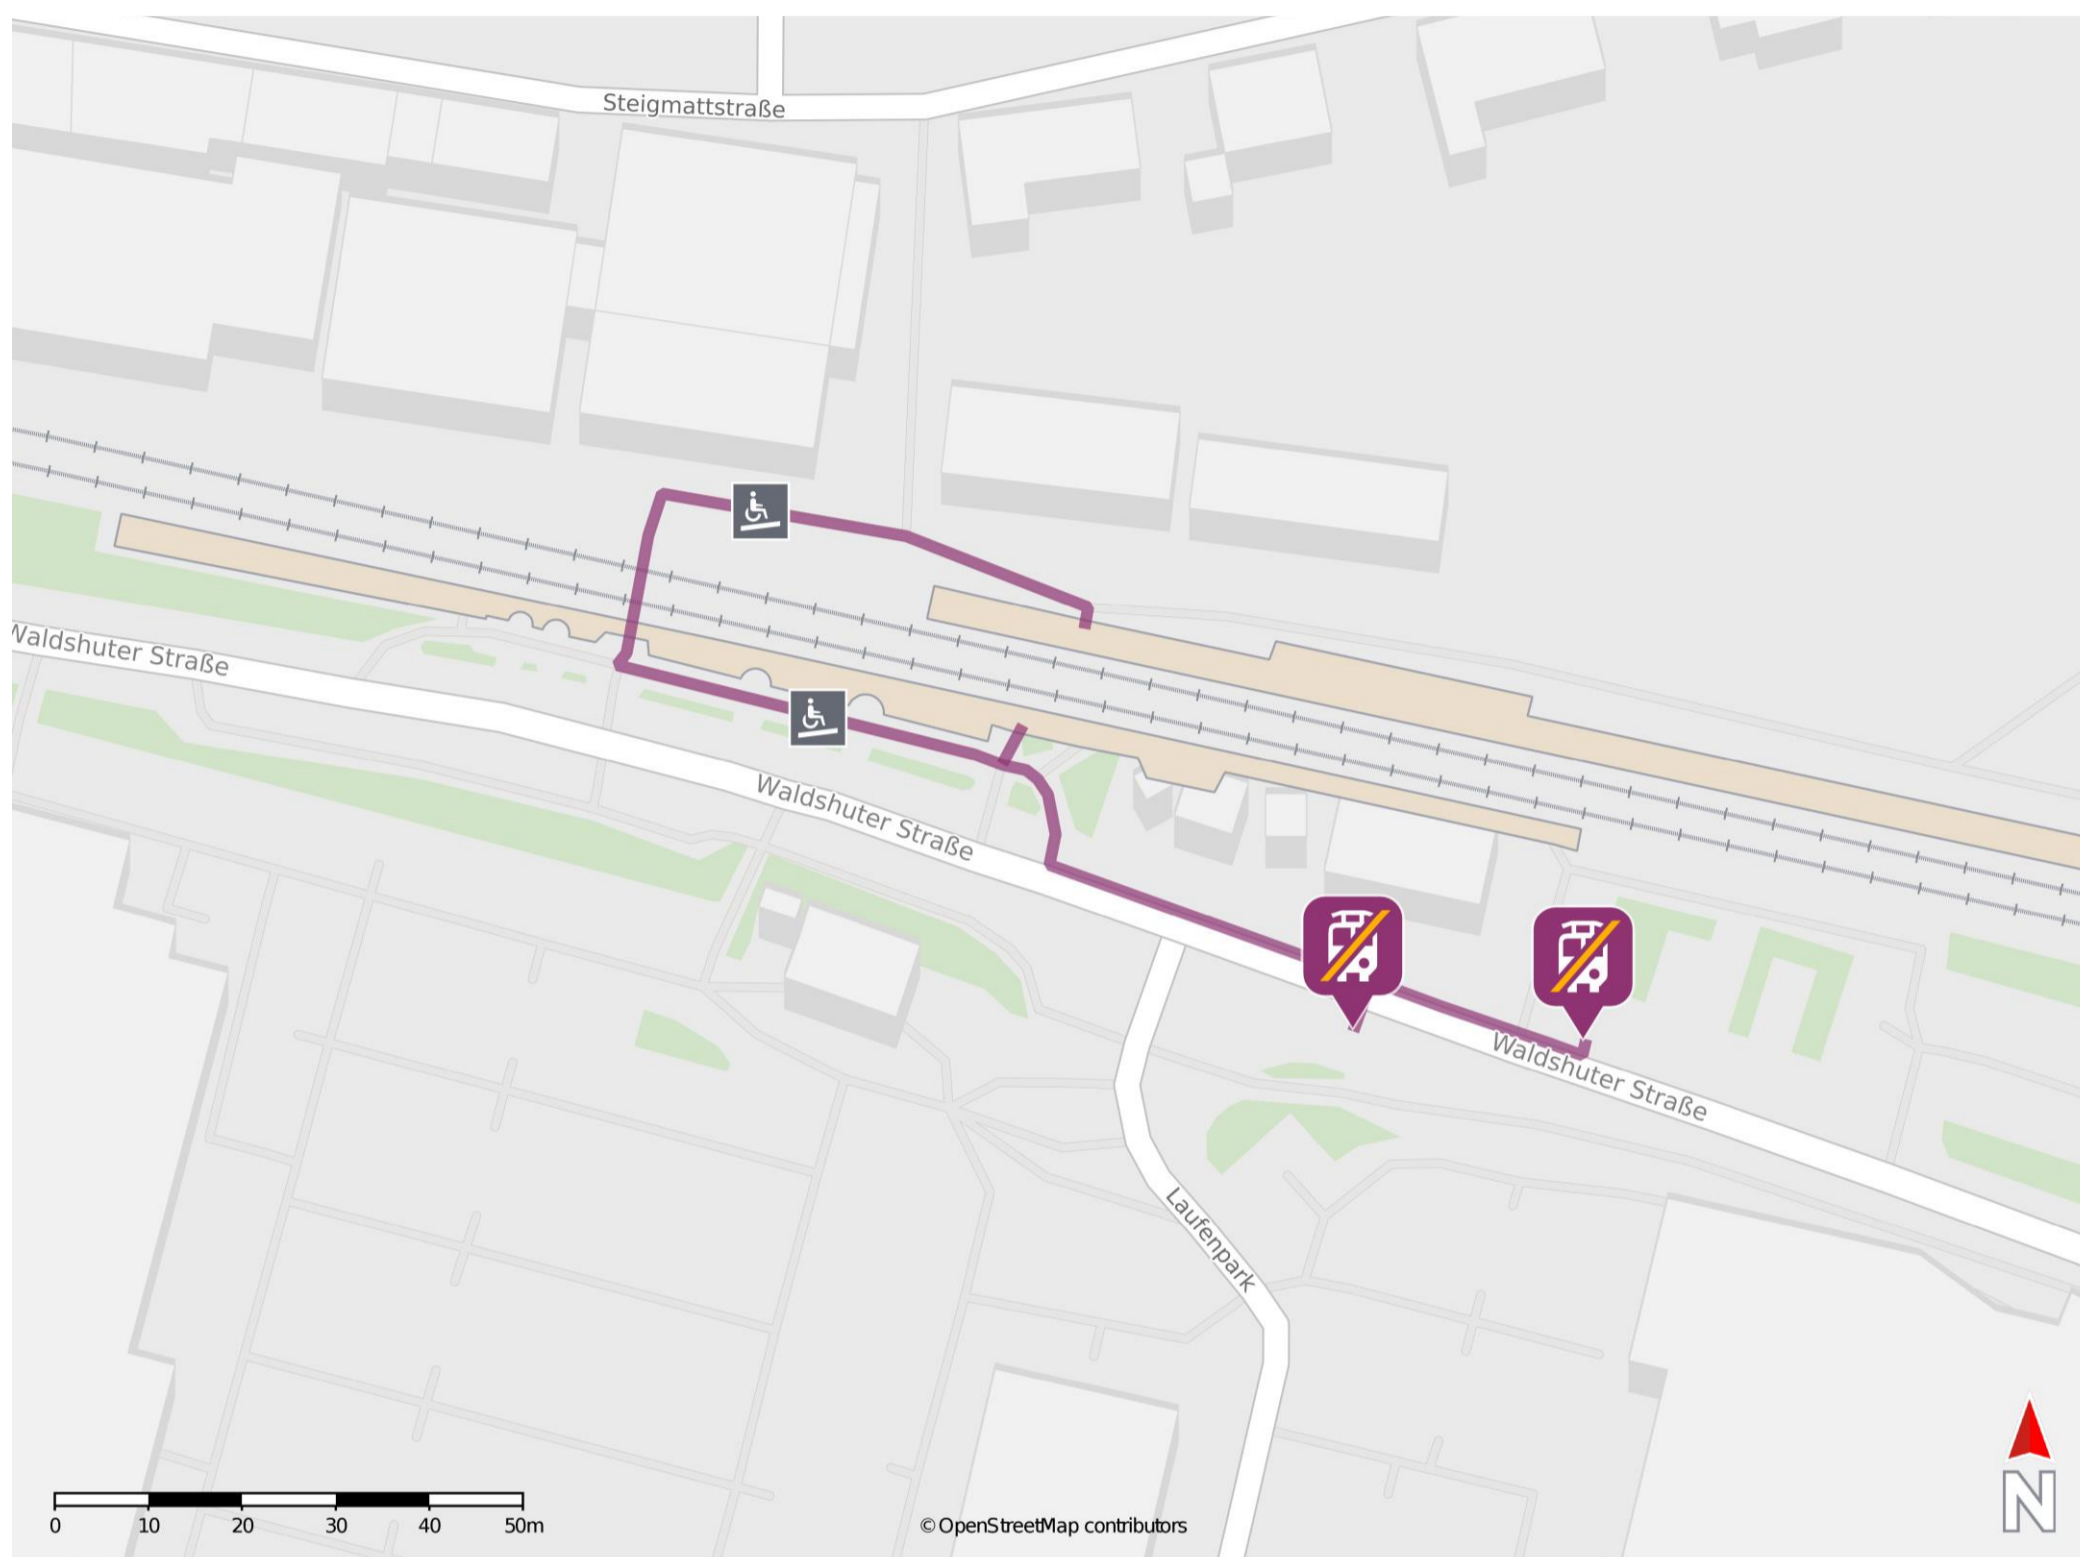 Steigmattstraße
Waldshuter Straße
Waldshuter Straße
Waldshuter Straße
Laufenpark
0 10 20 30 40 50m
© OpenStreetMap contributors
N